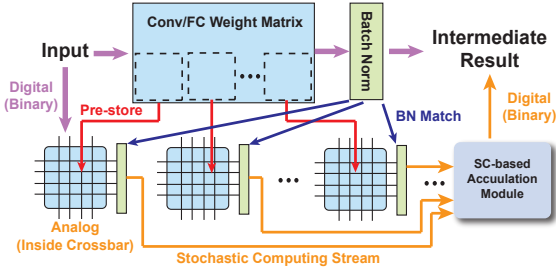 Conv/FC Weight Matrix
Batch Norm
Input
Intermediate
Result
Digital
(Binary)
Pre-store
BN Match
Digital
(Binary)
SC-based
Accuulation
Module
Analog
(Inside Crossbar)
Stochastic Computing Stream